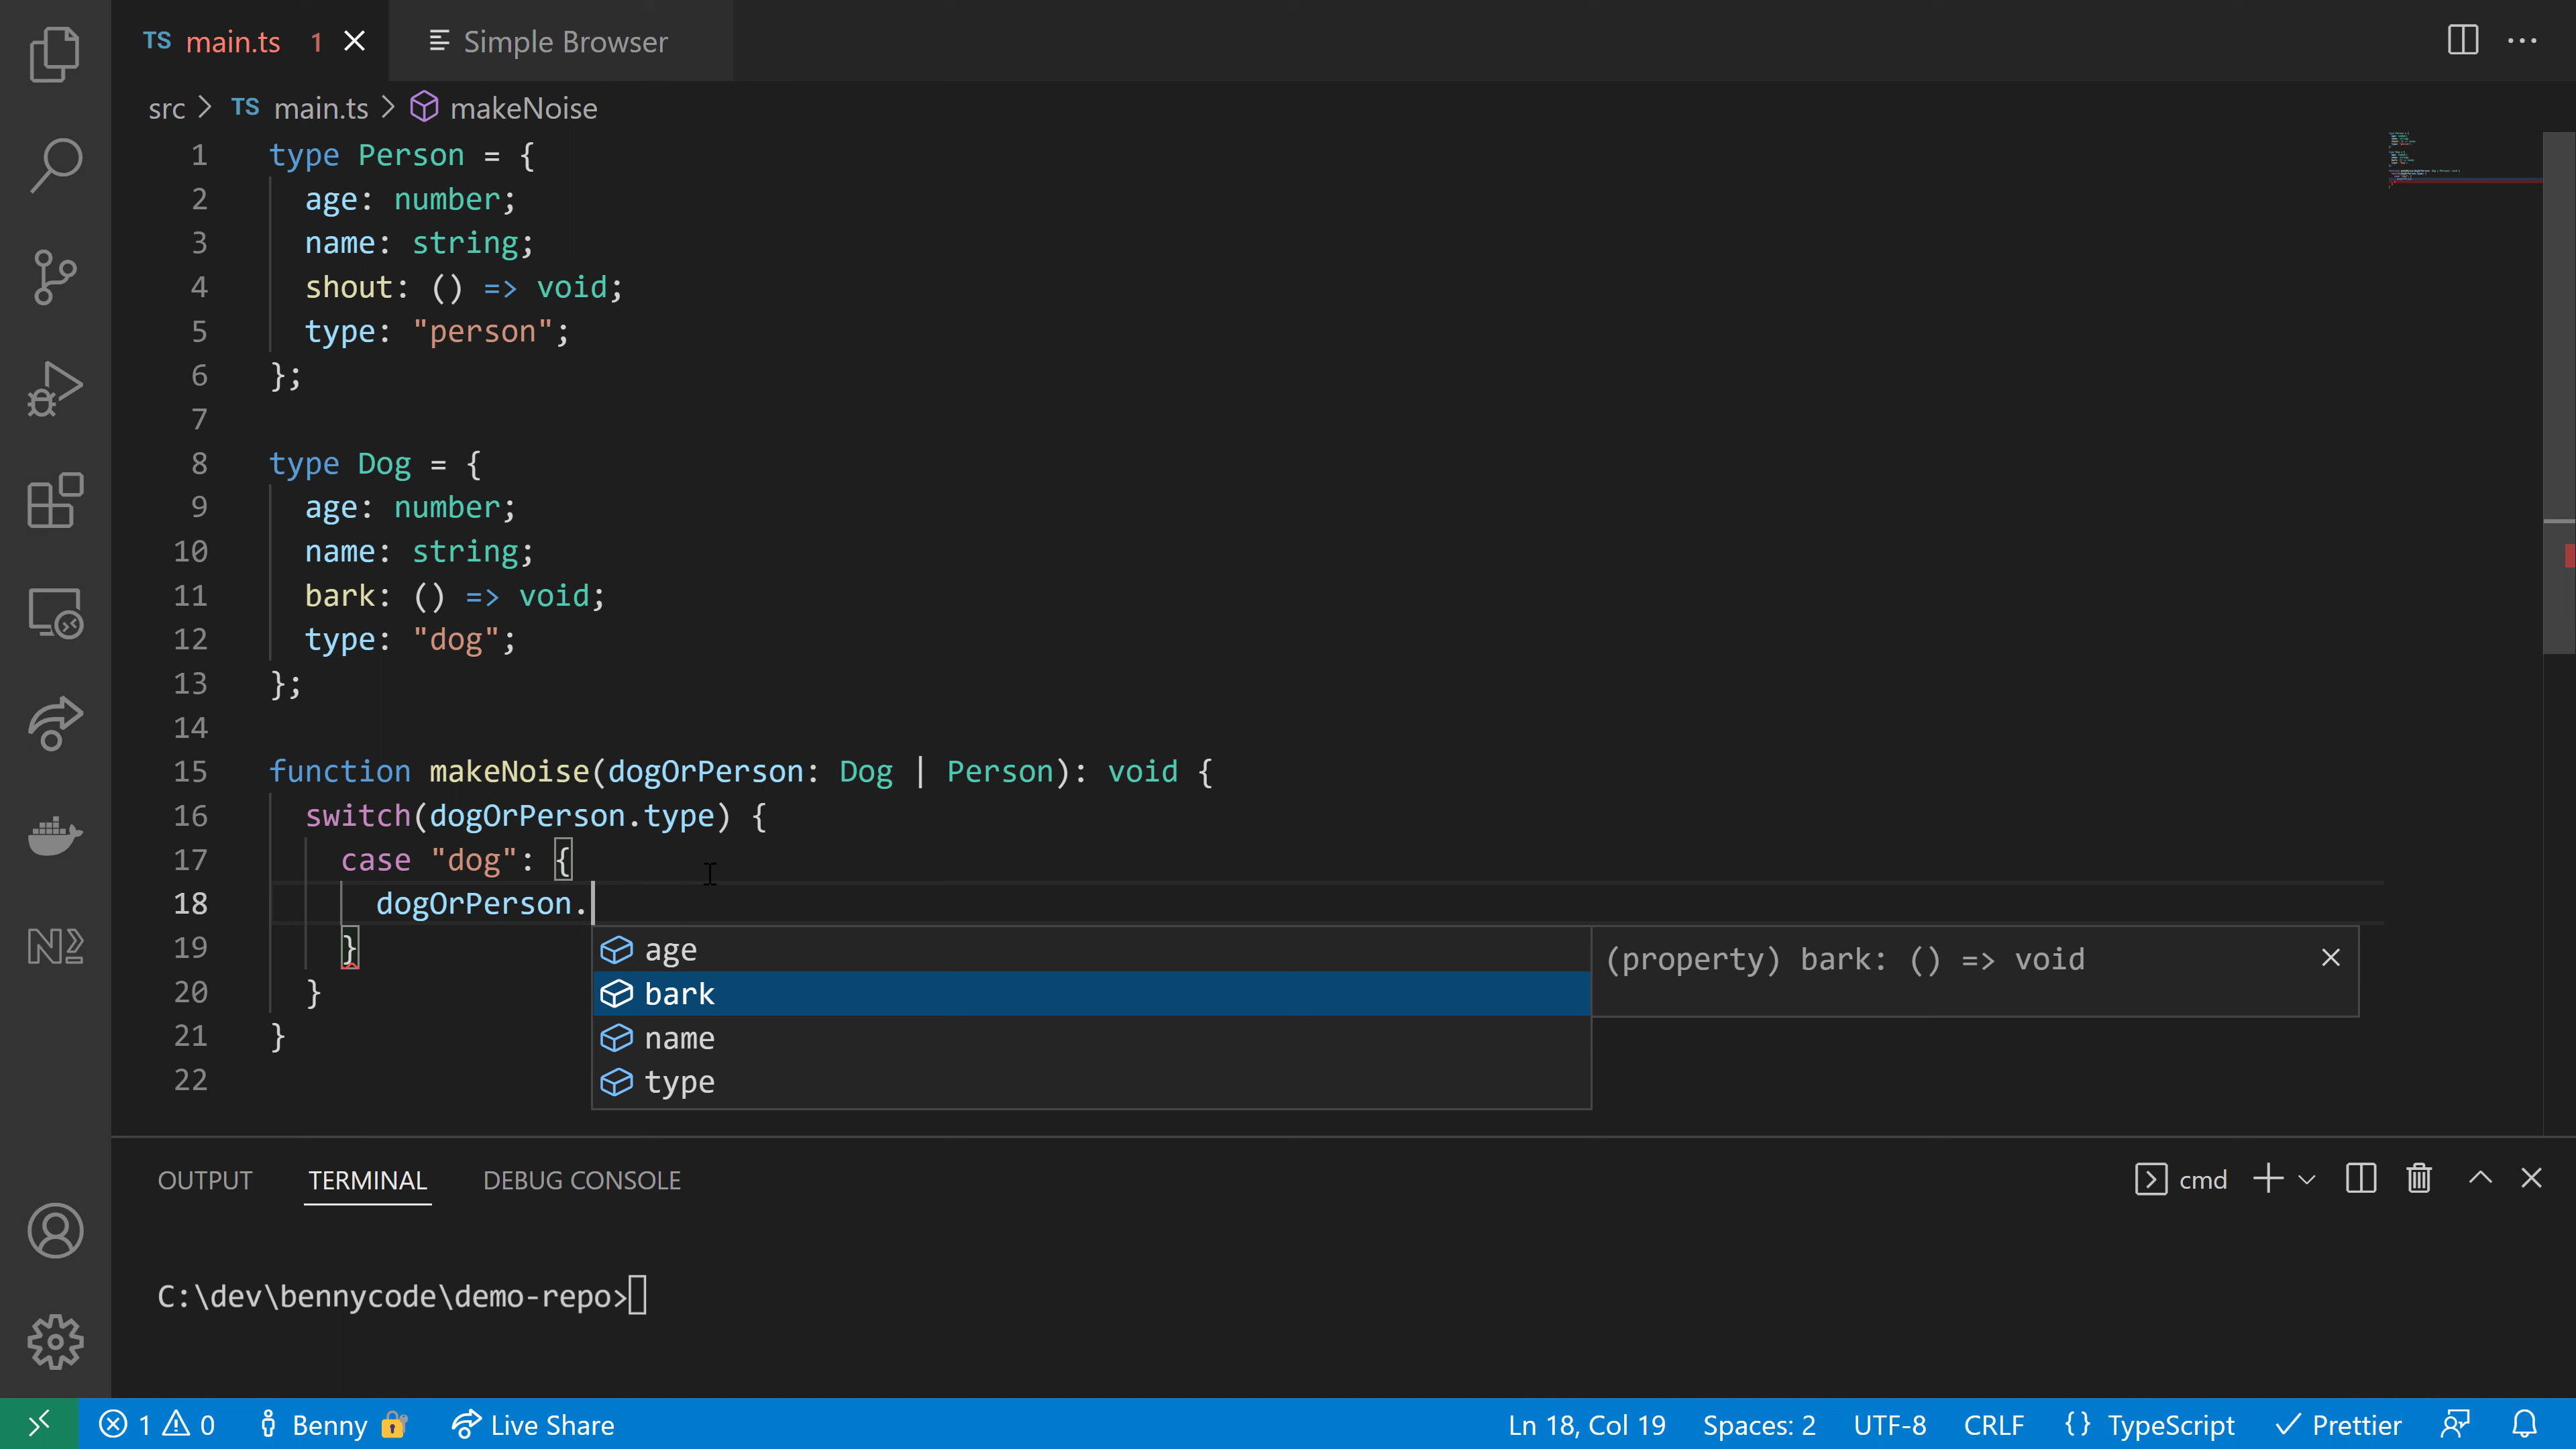 TS main.ts 1 Simple Browser
src > TS main.ts > makeNoise
1 type Person = {
2 age: number;
3 name: string;
4 shout: () => void;
5 type: "person";
6 };
7
8 type Dog = {
9 age: number;
10 name: string;
11 bark: () => void;
12 type: "dog";
13 };
14
15 function makeNoise(dogOrPerson: Dog | Person): void {
16 switch(dogOrPerson.type) {
17 case "dog": {
18 dogOrPerson.
19 }
20 }
21 }
22
age
bark
name
type
(property) bark: () => void
OUTPUT TERMINAL DEBUG CONSOLE cmd
C:\dev\bennycode\demo-repo>
1 0 Benny Live Share Ln 18, Col 19 Spaces: 2 UTF-8 CRLF {} TypeScript Prettier